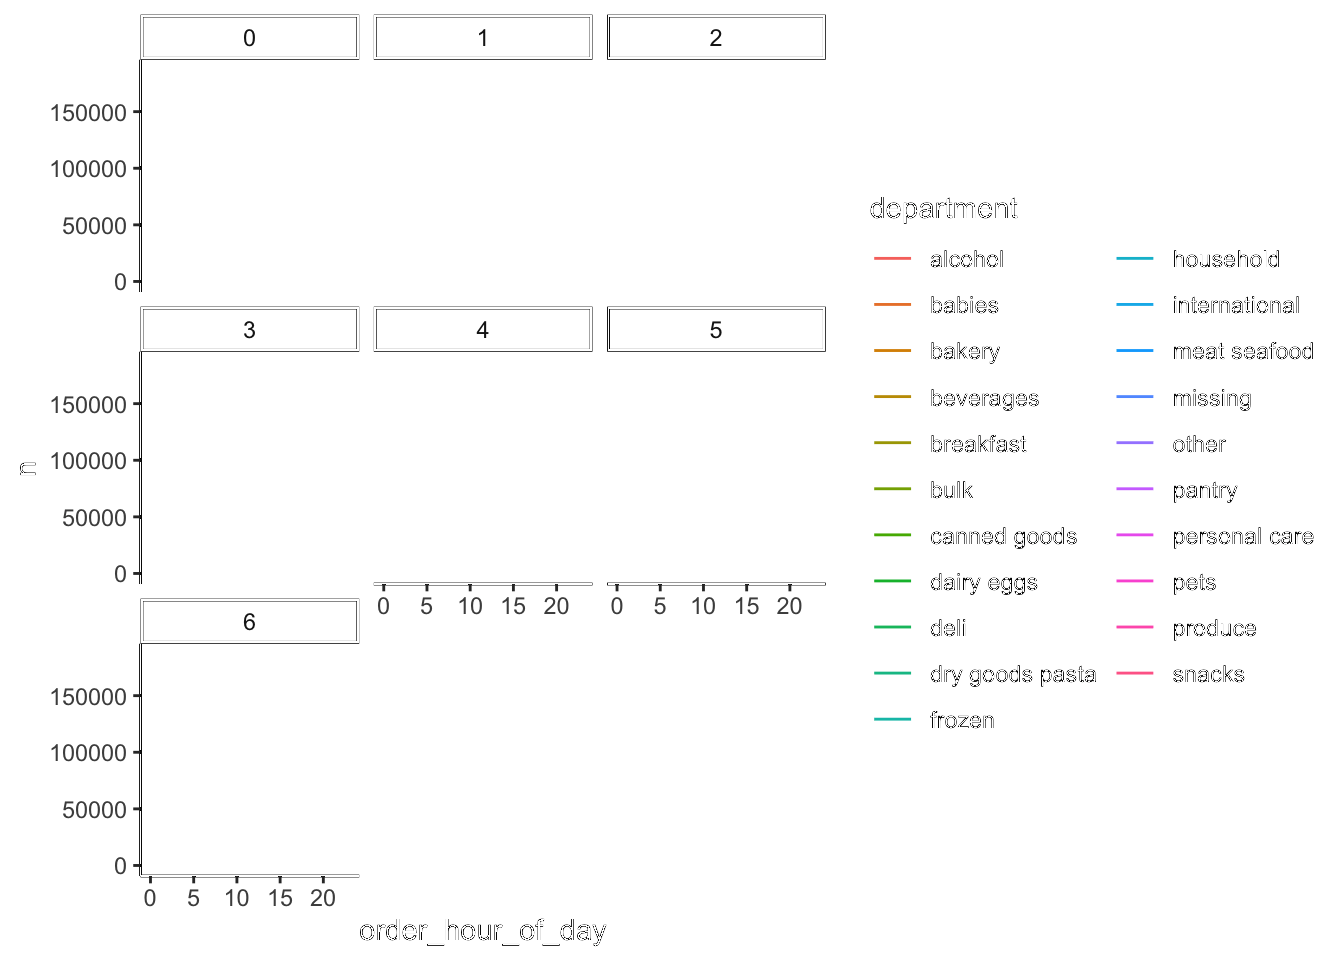 0 1 2
150000
100000
50000
0
3 4 5
150000
100000
50000
0
0 5 10 15 20 0 5 10 15 20
6
150000
100000
50000
0
0 5 10 15 20
order_hour_of_day
n
department
alcohol
babies
bakery
beverages
breakfast
bulk
canned goods
dairy eggs
deli
dry goods pasta
frozen
household
international
meat seafood
missing
other
pantry
personal care
pets
produce
snacks